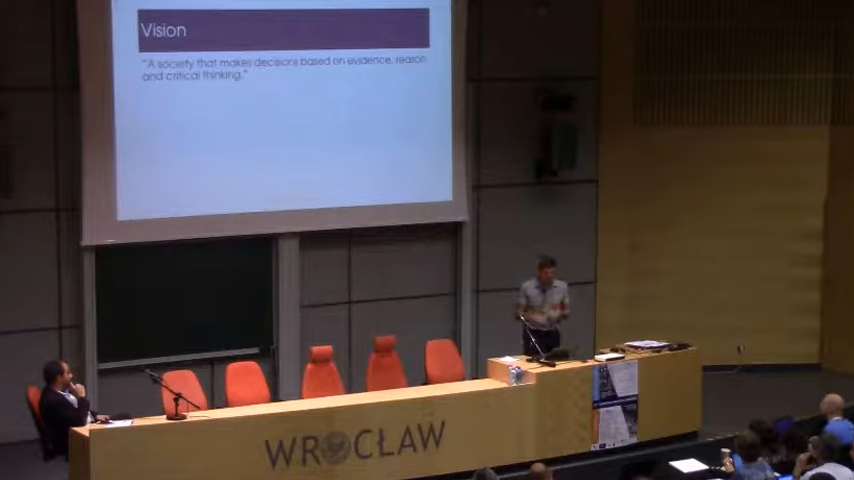 Vision
"A society that makes decisions based on evidence, reason
and critical thinking."
WROCŁAW